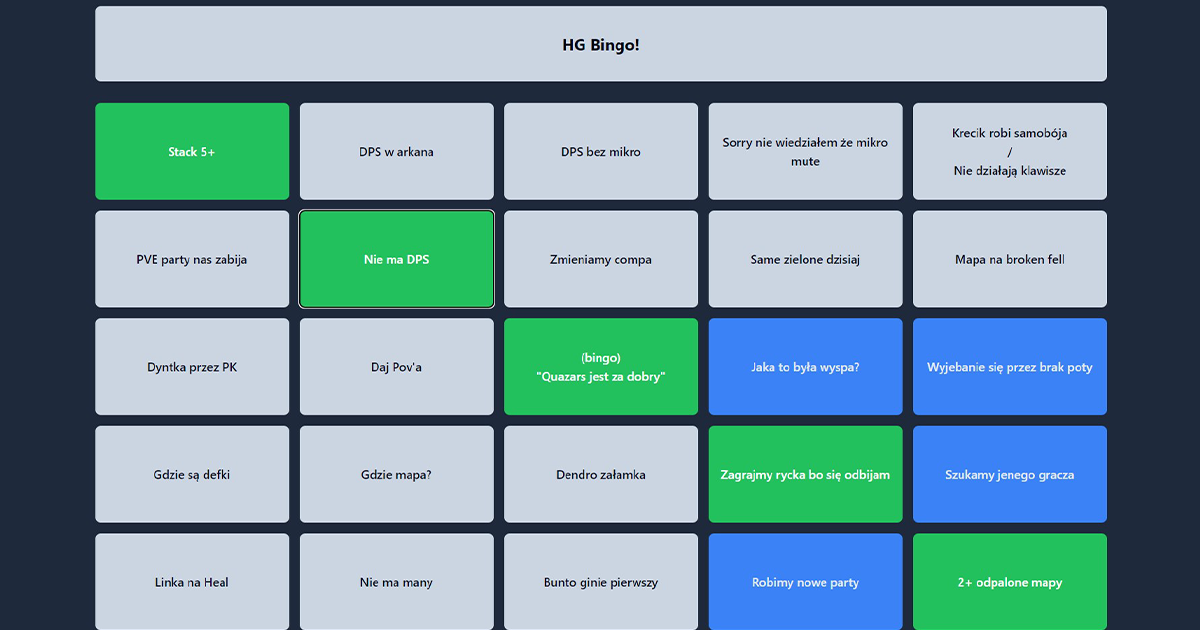 HG Bingo!
Stack 5+
DPS w arkana
DPS bez mikro
Sorry nie wiedziałem że mikro
mute
Krecik robi samobója
/
Nie działają klawisze
PVE party nas zabija
Nie ma DPS
Zmieniamy compa
Same zielone dzisiaj
Mapa na broken fell
Dyntka przez PK
Daj Pov'a
(bingo)
"Quazars jest za dobry"
Jaka to była wyspa?
Wyjebanie się przez brak poty
Gdzie są defki
Gdzie mapa?
Dendro załamka
Zagrajmy rycka bo się odbijam
Szukamy jenego gracza
Linka na Heal
Nie ma many
Bunto ginie pierwszy
Robimy nowe party
2+ odpalone mapy